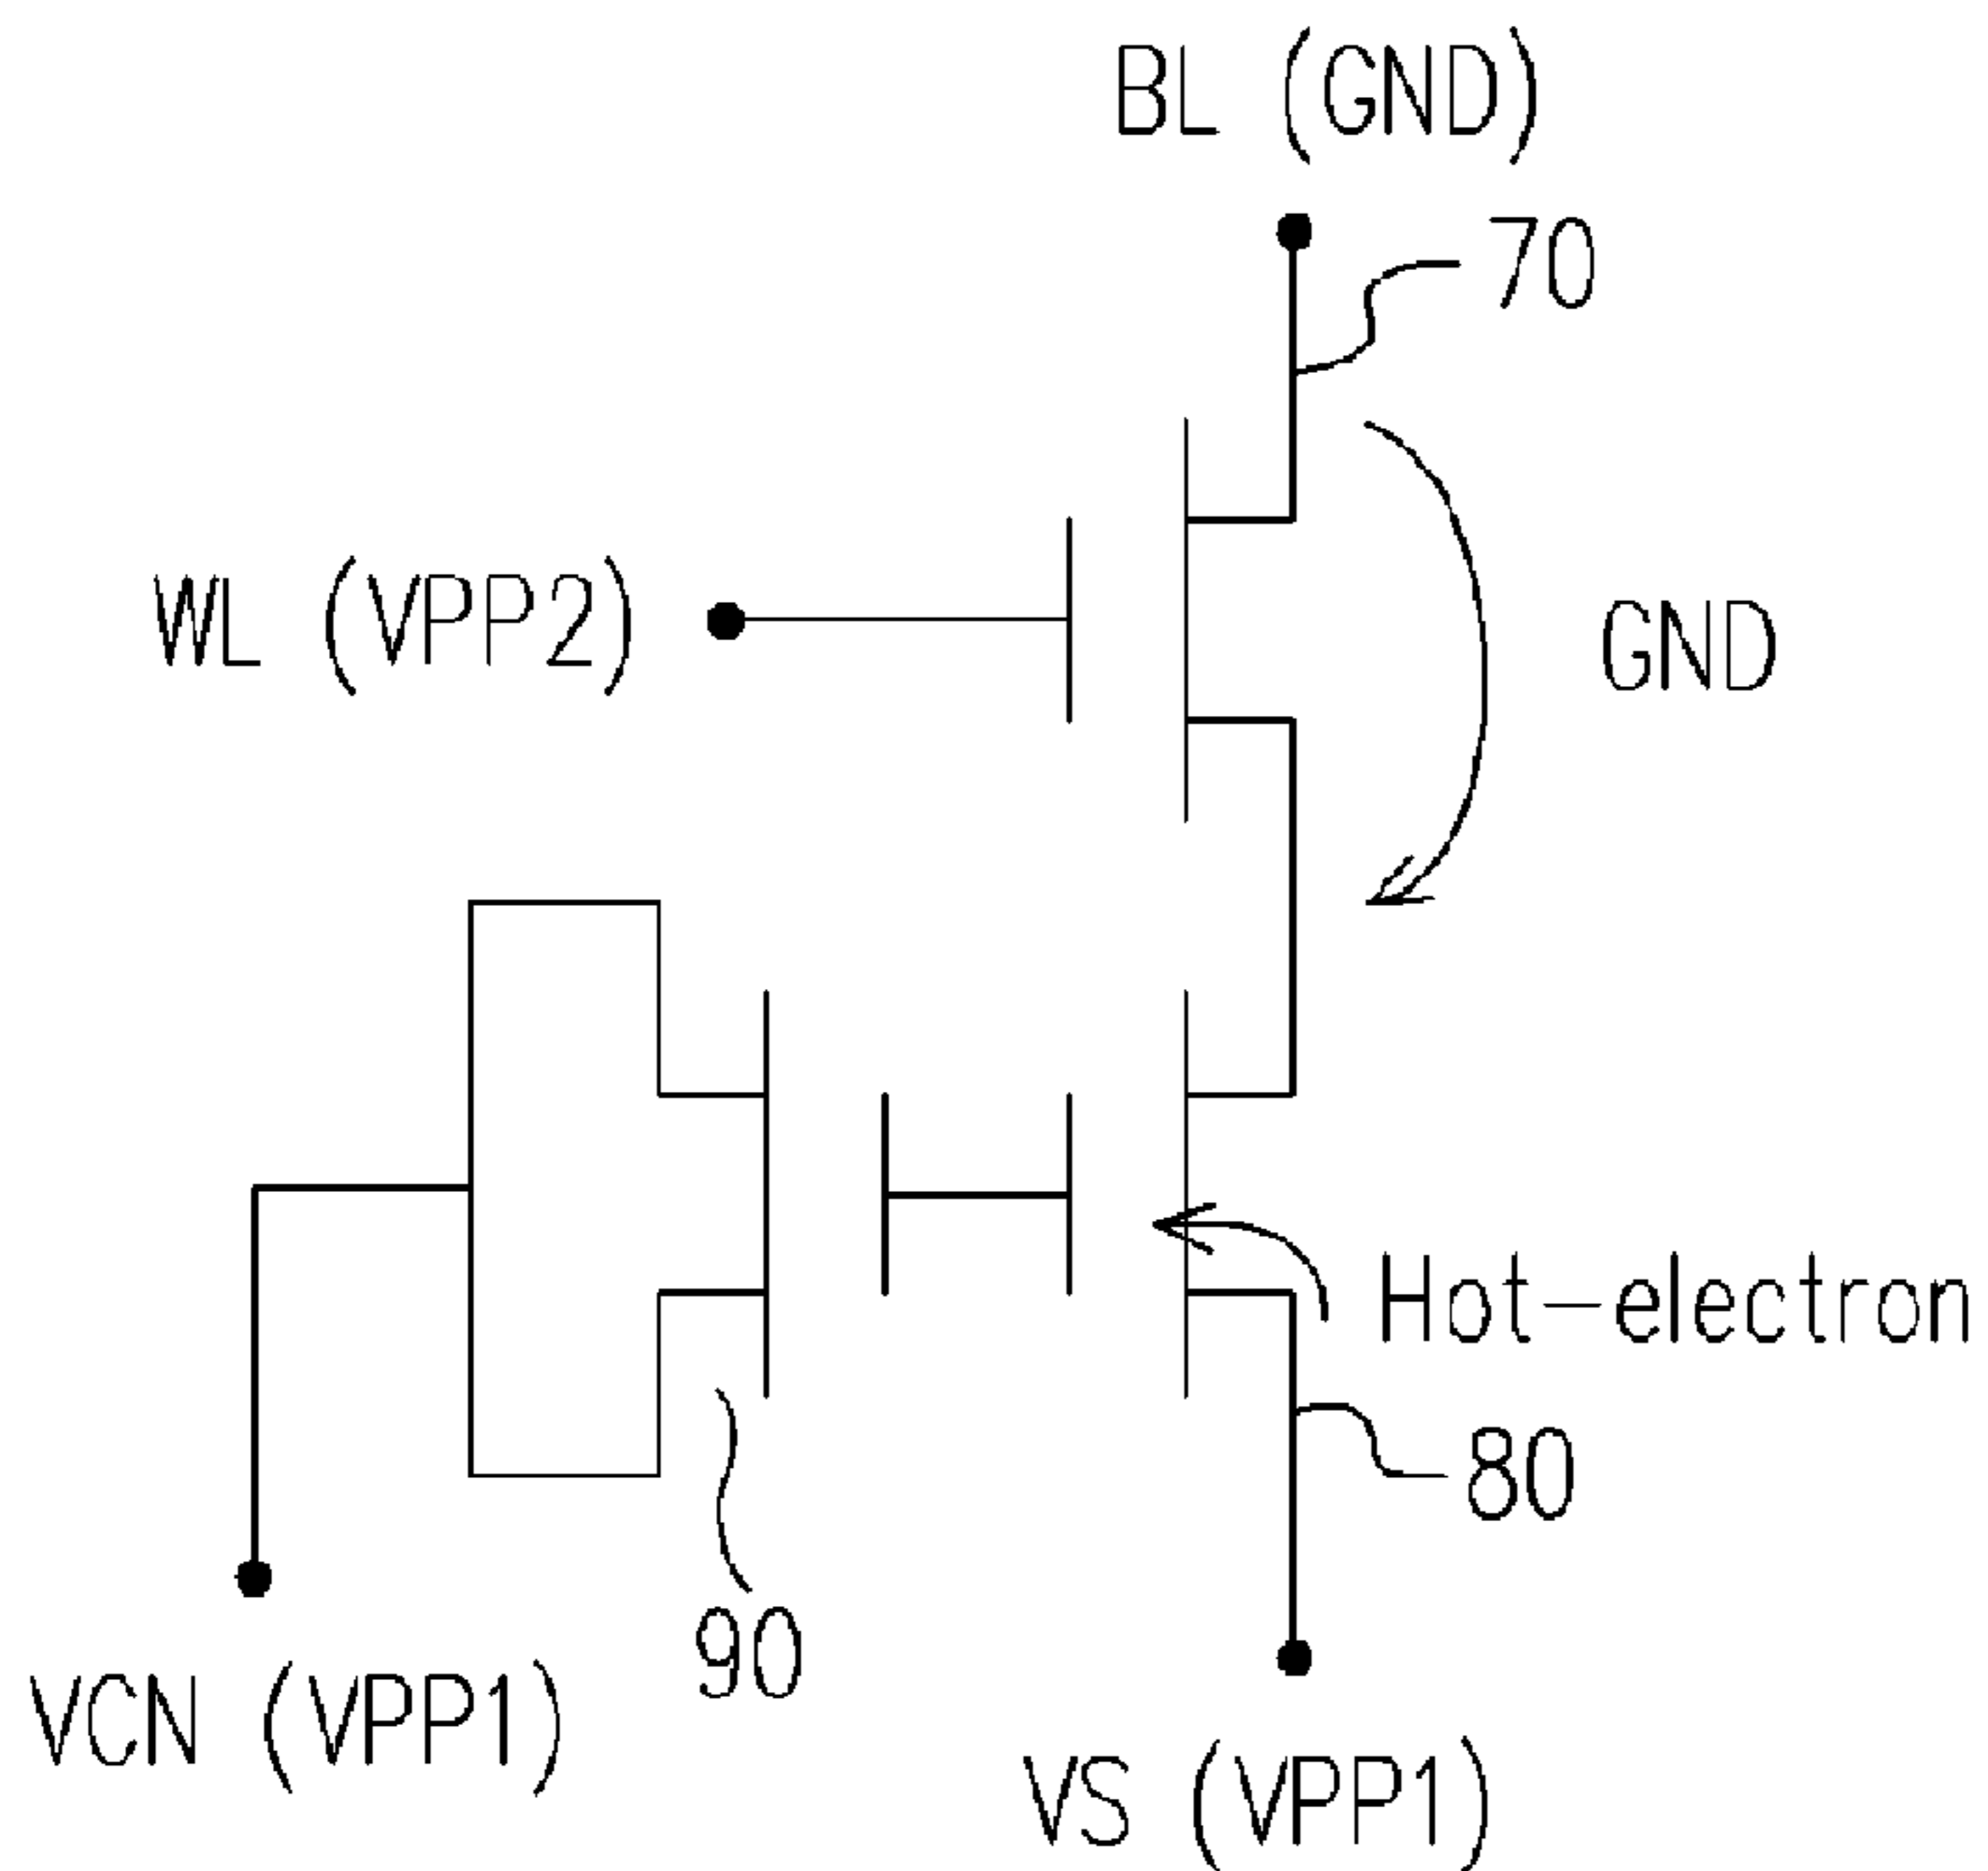 BL (GND)
70
WL (VPP2)
GND
Hot-electron
80
90
VCN (VPP1)
VS (VPP1)